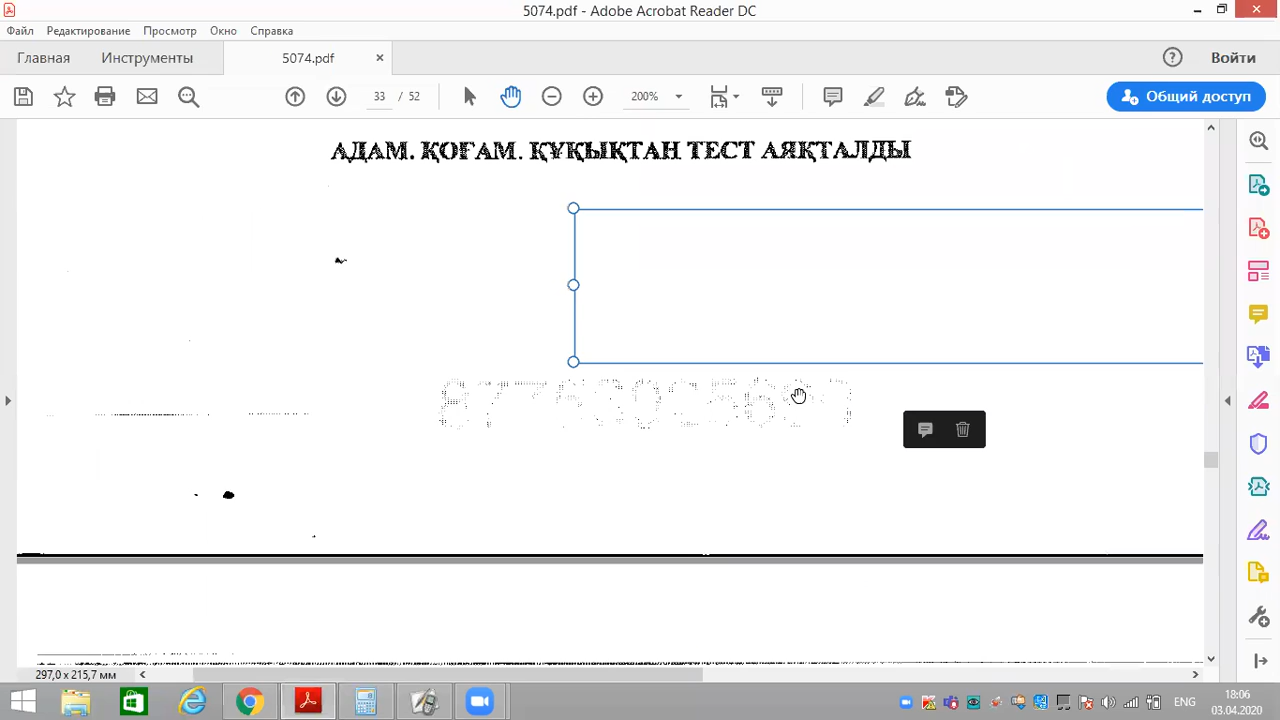 5074.pdf - Adobe Acrobat Reader DC
Файл Редактирование Просмотр Окно Справка
Главная Инструменты 5074.pdf × Войти
33 / 52 200% Общий доступ
АДАМ. ҚОҒАМ. ҚҰҚЫҚТАН ТЕСТ АЯҚТАЛДЫ
297,0 x 215,7 мм
ENG 18:06
03.04.2020